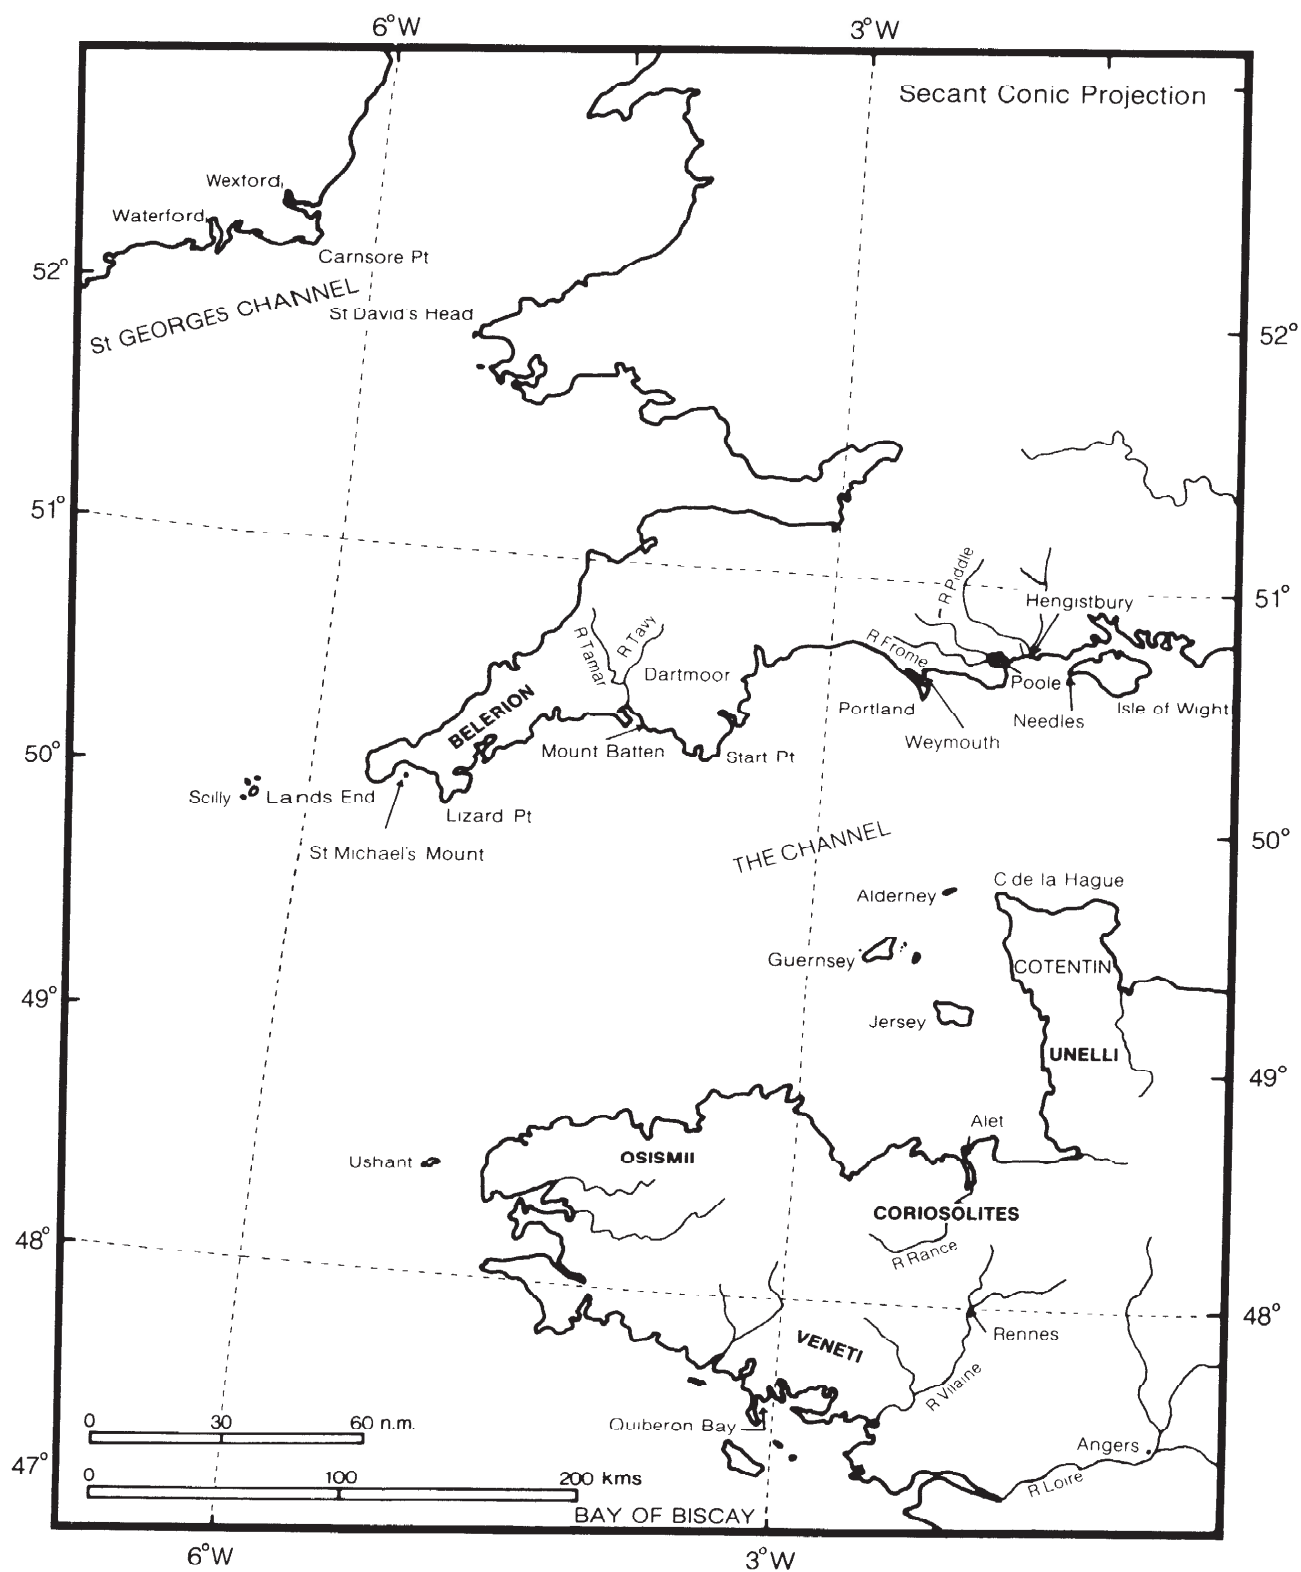 6°W
3°W
Secant Conic Projection
Wexford
Waterford
Carnsore Pt
52°
St GEORGES CHANNEL
St David's Head
52°
51°
R Piddle
51°
Hengistbury
R Tamar
R Tavy
R Frome
Dartmoor
Poole
Portland
Needles
Isle of Wight
BELERION
Weymouth
50°
Mount Batten
Start Pt
Scilly
Lands End
Lizard Pt
St Michael's Mount
THE CHANNEL
50°
C de la Hague
Alderney
Guernsey
COTENTIN
49°
Jersey
UNELLI
49°
Alet
Ushant
OSISMII
CORIOSOLITES
48°
R Rance
48°
Rennes
VENETI
R Vilaine
0 30 60 n.m.
Quiberon Bay
Angers
47°
0 100 200 kms
R Loire
BAY OF BISCAY
6°W
3°W